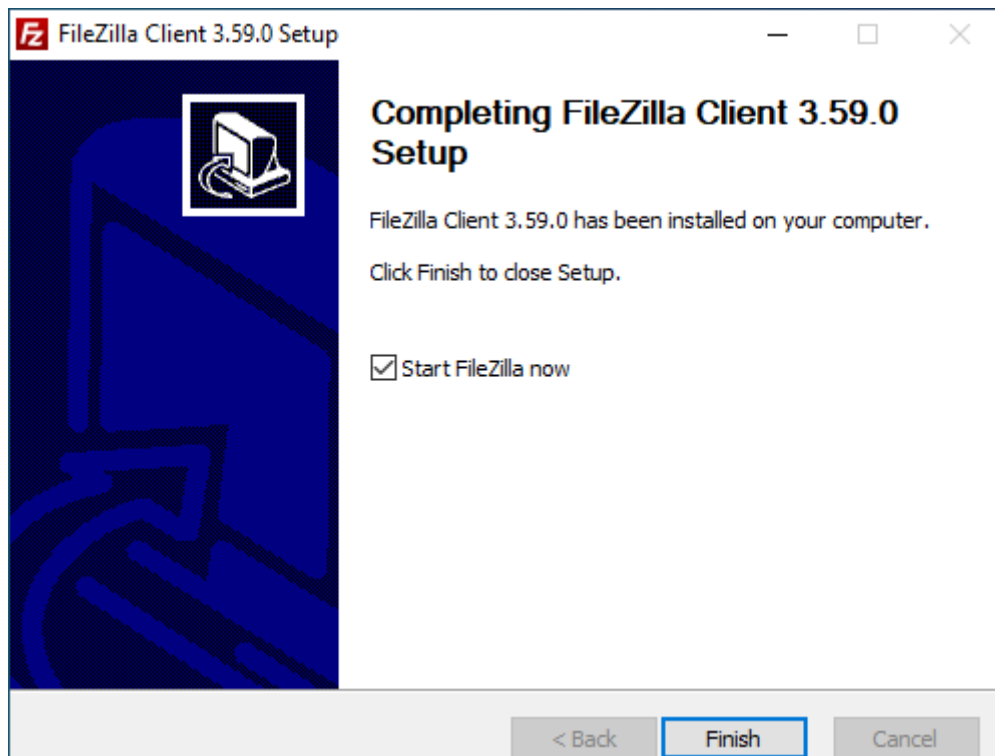 FileZilla Client 3.59.0 Setup
Completing FileZilla Client 3.59.0
Setup
FileZilla Client 3.59.0 has been installed on your computer.
Click Finish to close Setup.
Start FileZilla now
< Back Finish Cancel